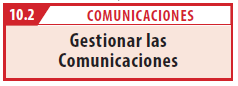 10.2 COMUNICACIONES
Gestionar las
Comunicaciones